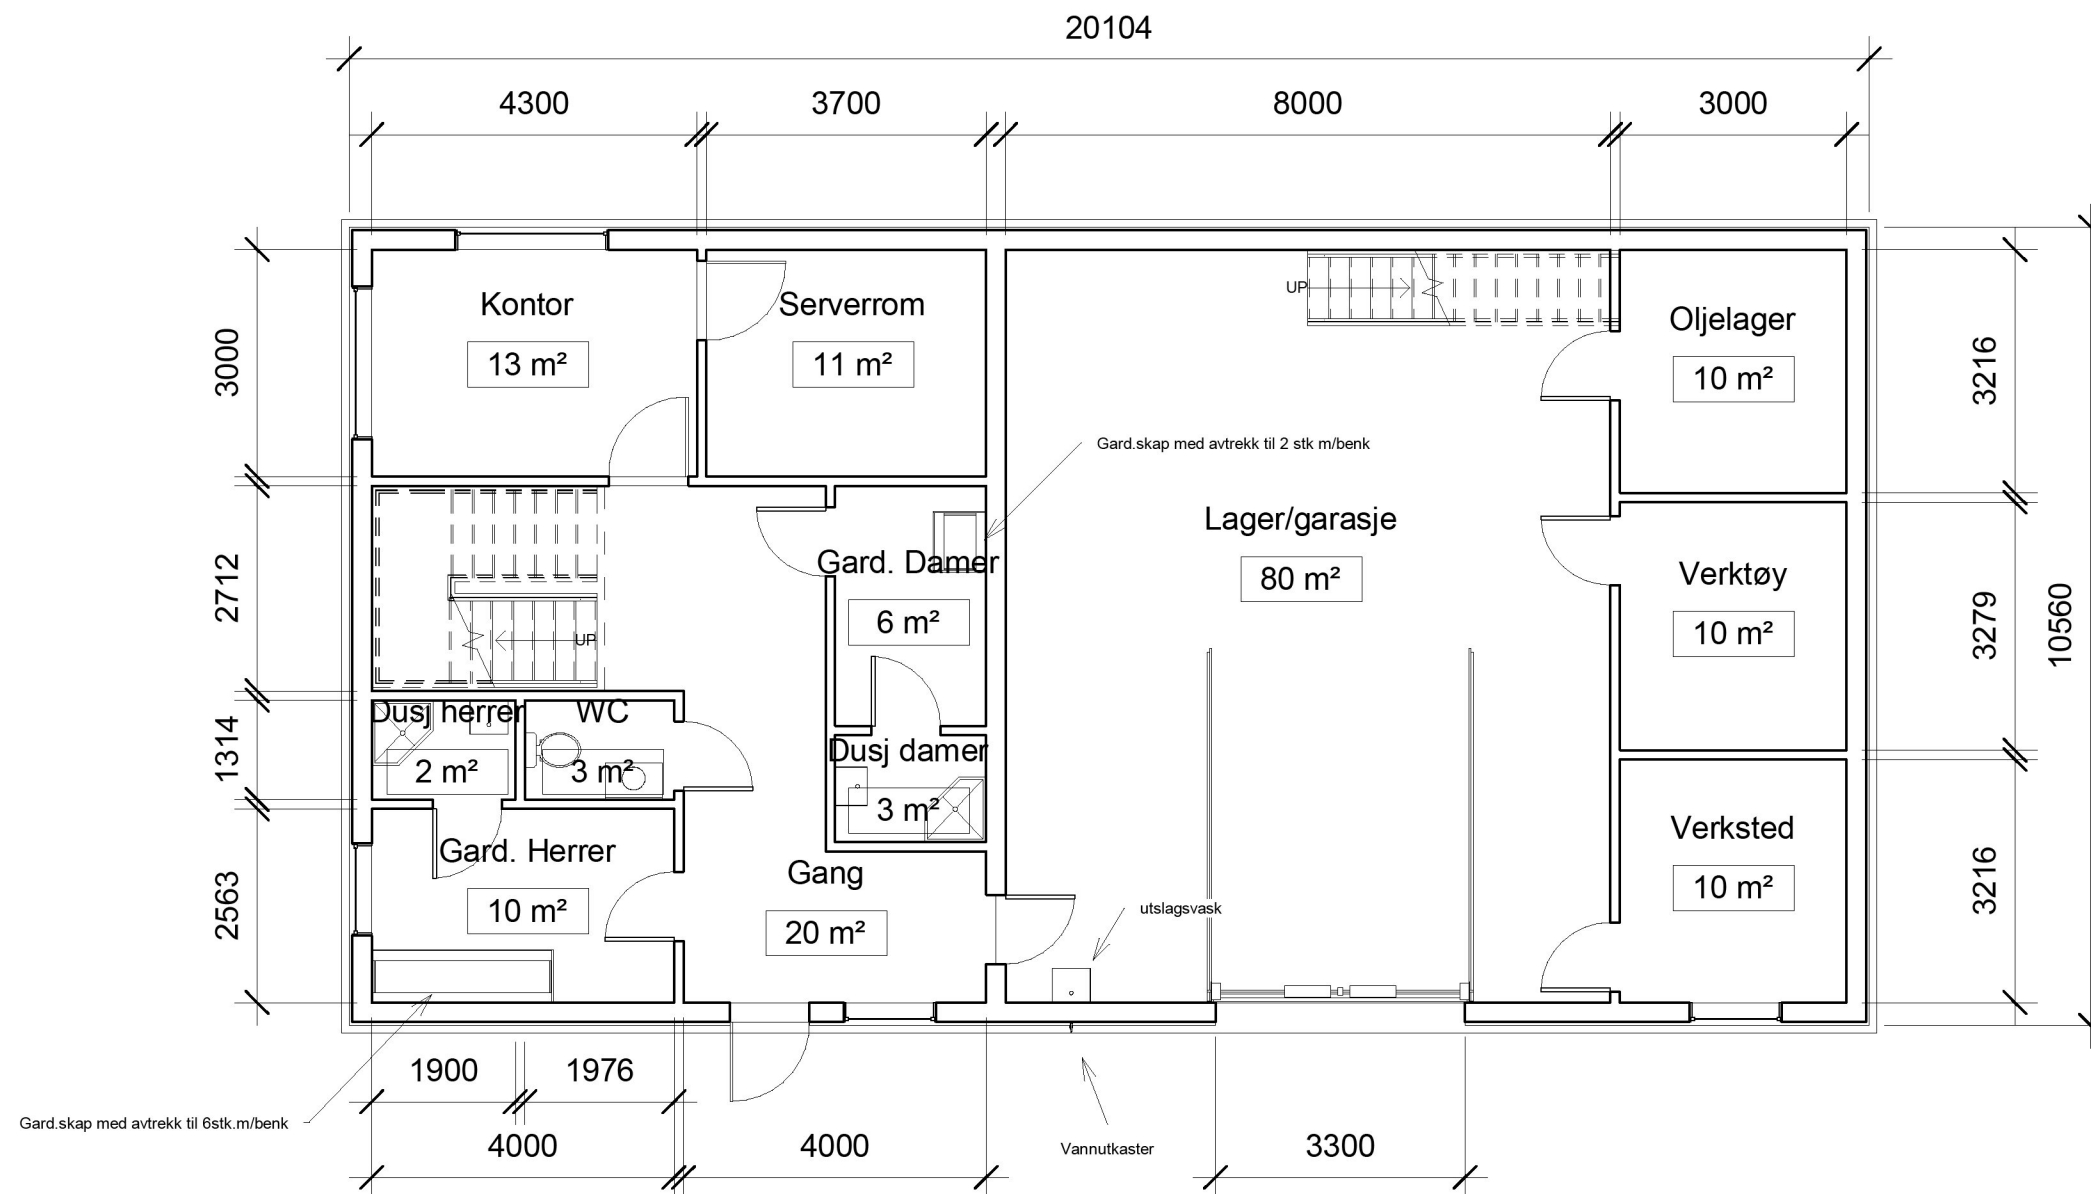 20104
4300
3700
8000
3000
UP
Kontor
13 m²
Serverrom
11 m²
Oljelager
10 m²
3000
3216
Gard.skap med avtrekk til 2 stk m/benk
Lager/garasje
80 m²
Gard. Damer
6 m²
Verktøy
10 m²
2712
UP
3279
10560
Dusj herrer
2 m²
WC
3 m²
Dusj damer
3 m²
1314
Gard. Herrer
10 m²
Gang
20 m²
utslagsvask
Verksted
10 m²
2563
3216
1900
1976
Gard.skap med avtrekk til 6stk.m/benk
4000
4000
Vannutkaster
3300